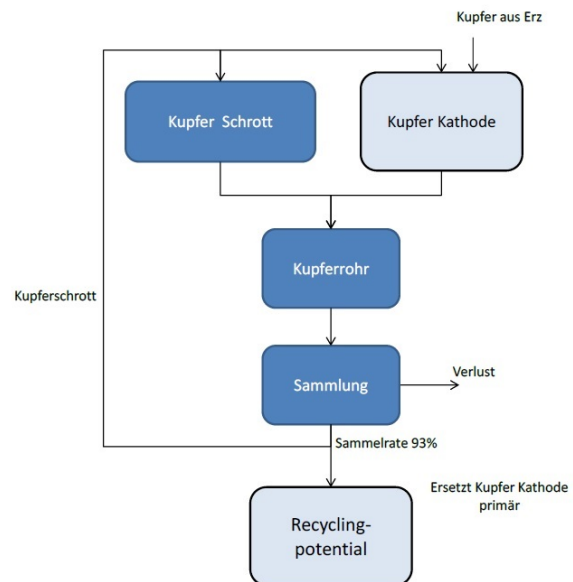 Kupfer aus Erz
Kupfer Schrott
Kupfer Kathode
Kupferrohr
Kupferschrott
Sammlung
Verlust
Sammelrate 93%
Ersetzt Kupfer Kathode
primär
Recycling-
potential